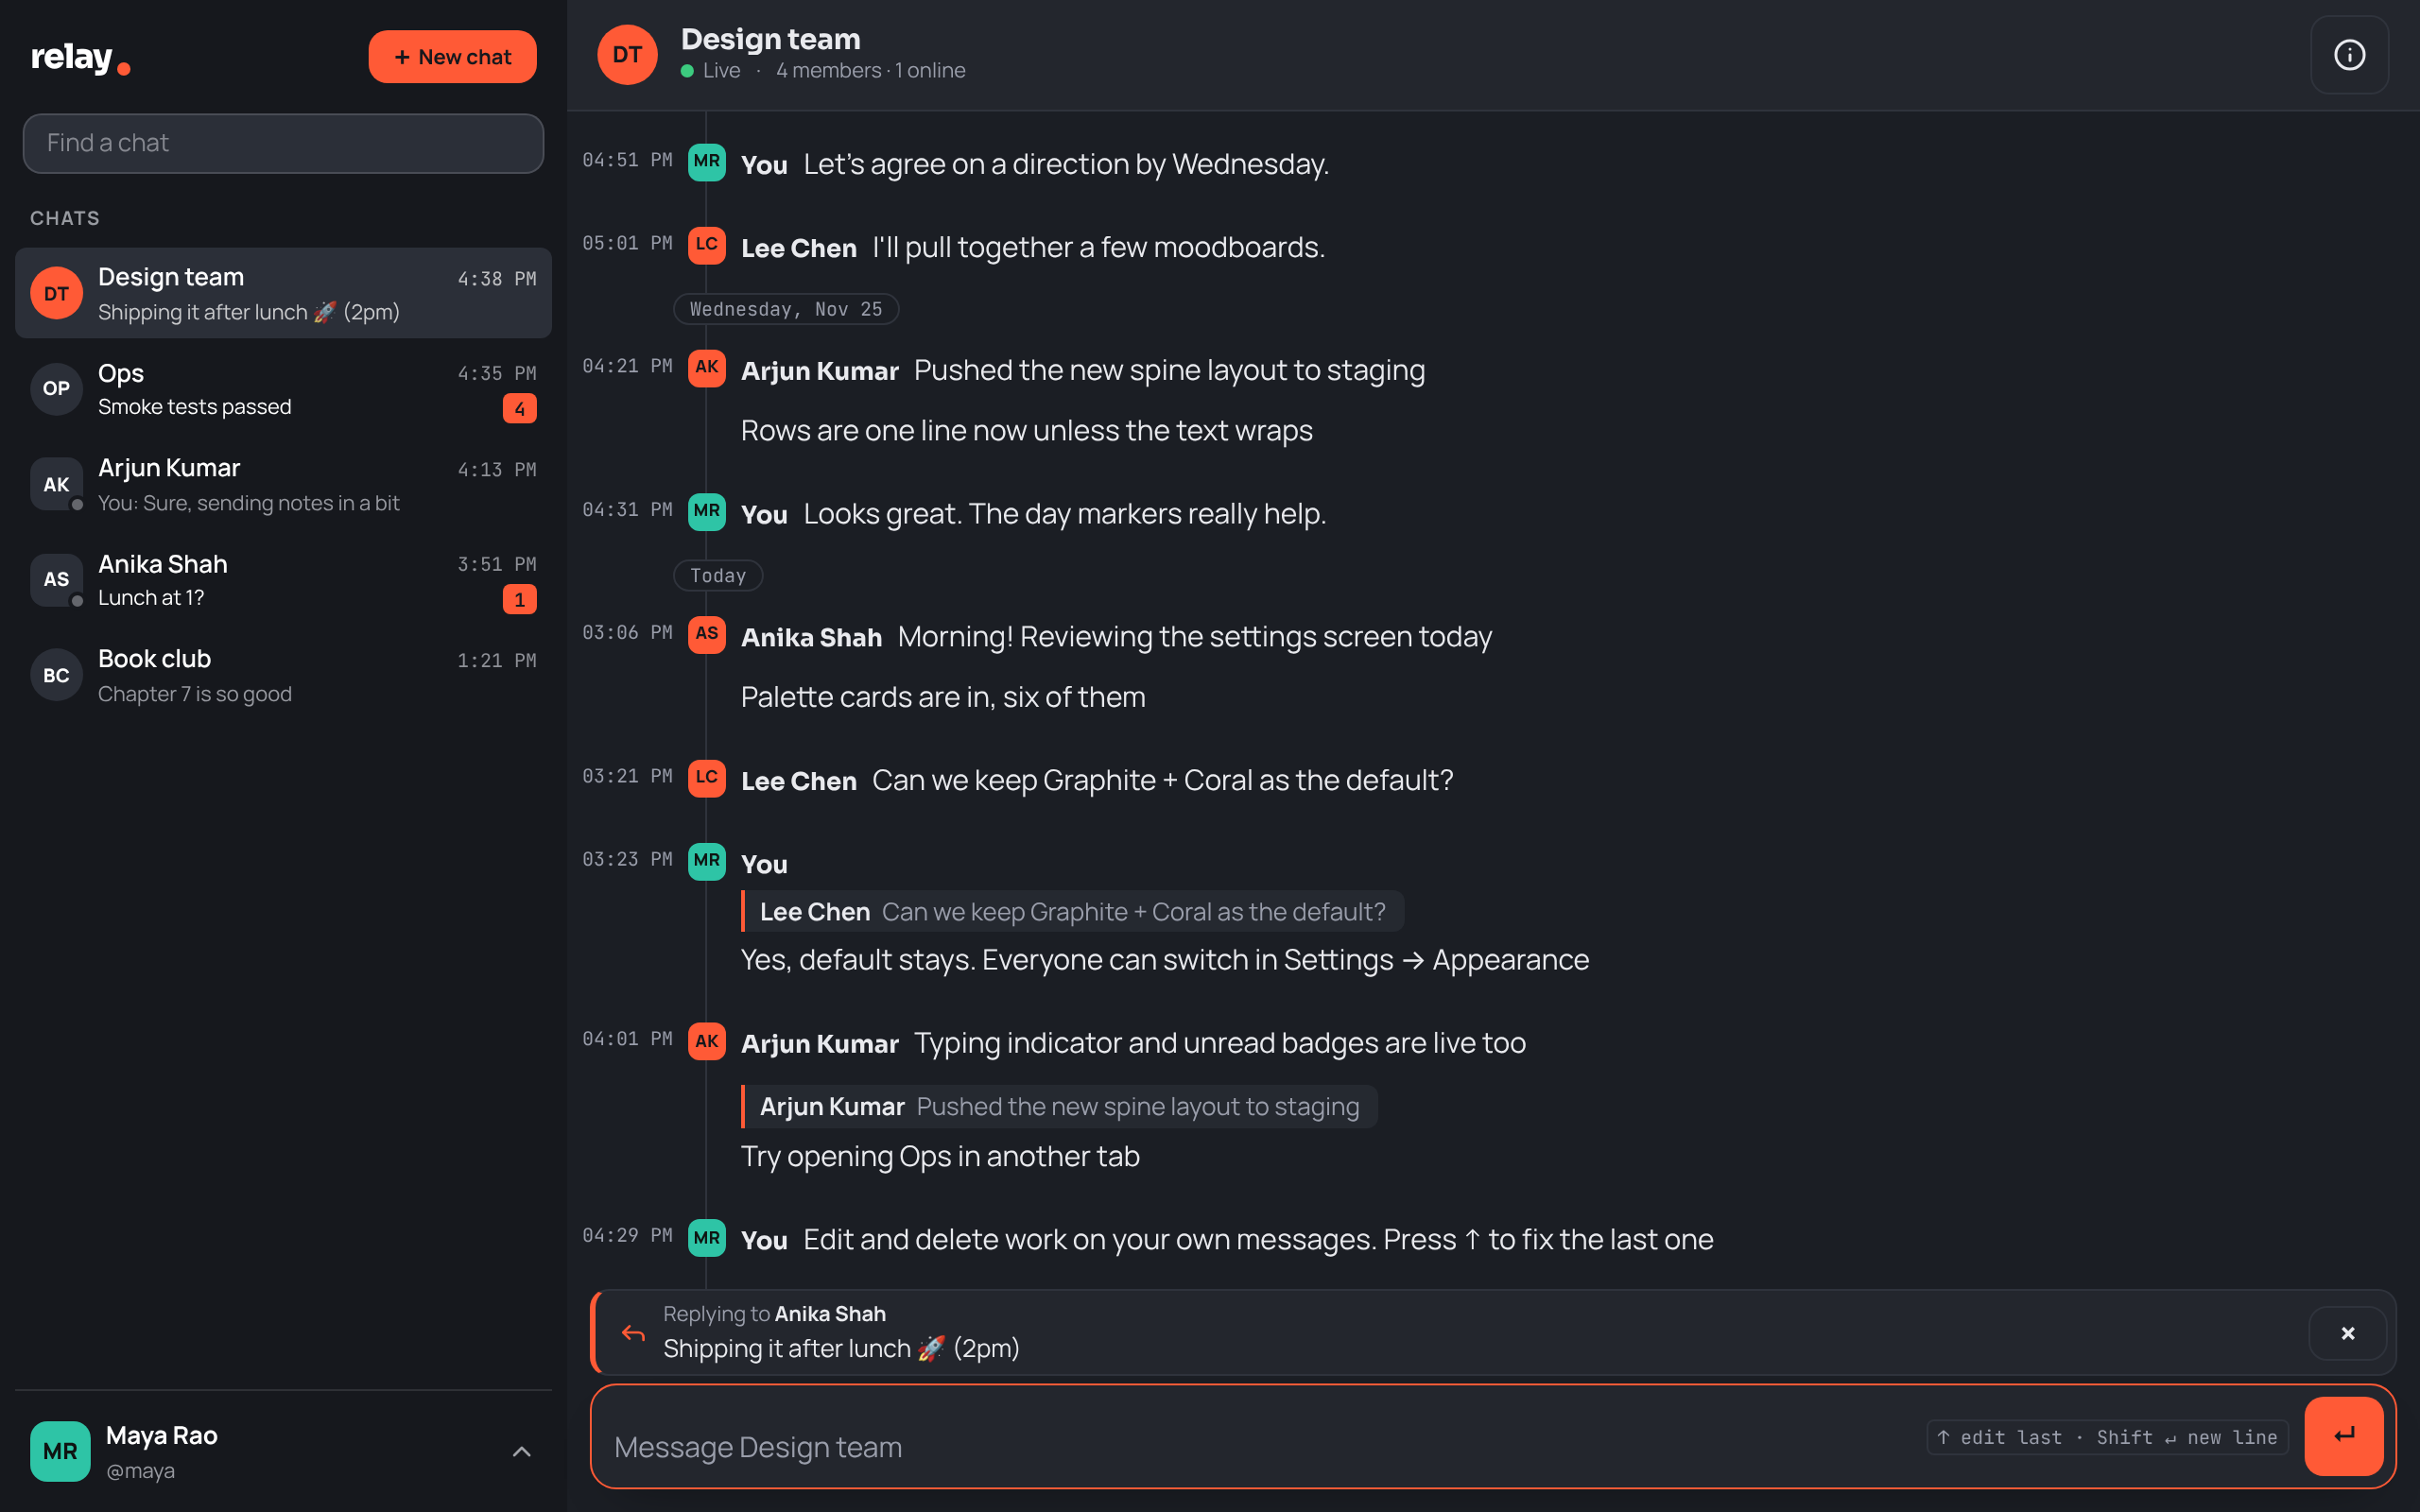 relay.
+ New chat
Find a chat
CHATS
DT
Design team
4:38 PM
Shipping it after lunch 🚀 (2pm)
OP
Ops
4:35 PM
Smoke tests passed
4
AK
Arjun Kumar
4:13 PM
You: Sure, sending notes in a bit
AS
Anika Shah
3:51 PM
Lunch at 1?
1
BC
Book club
1:21 PM
Chapter 7 is so good
MR
Maya Rao
@maya
DT
Design team
Live · 4 members · 1 online
04:51 PM MR You Let’s agree on a direction by Wednesday.
05:01 PM LC Lee Chen I'll pull together a few moodboards.
Wednesday, Nov 25
04:21 PM AK Arjun Kumar Pushed the new spine layout to staging
Rows are one line now unless the text wraps
04:31 PM MR You Looks great. The day markers really help.
Today
03:06 PM AS Anika Shah Morning! Reviewing the settings screen today
Palette cards are in, six of them
03:21 PM LC Lee Chen Can we keep Graphite + Coral as the default?
03:23 PM MR You
Lee Chen Can we keep Graphite + Coral as the default?
Yes, default stays. Everyone can switch in Settings → Appearance
04:01 PM AK Arjun Kumar Typing indicator and unread badges are live too
Arjun Kumar Pushed the new spine layout to staging
Try opening Ops in another tab
04:29 PM MR You Edit and delete work on your own messages. Press ↑ to fix the last one
Replying to Anika Shah
Shipping it after lunch 🚀 (2pm)
Message Design team
↑ edit last · Shift ↵ new line